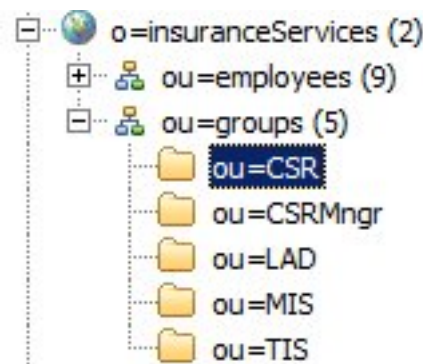 o=insuranceServices (2)
ou=employees (9)
ou=groups (5)
ou=CSR
ou=CSRMngr
ou=LAD
ou=MIS
ou=TIS